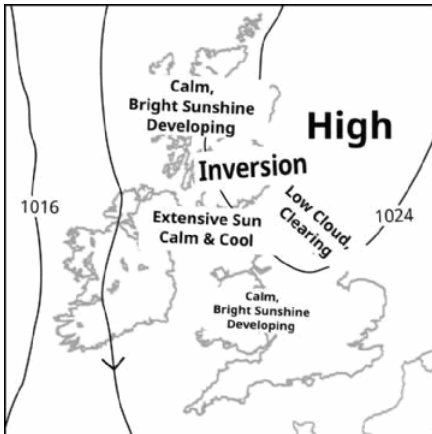 Calm,
Bright Sunshine
Developing
High
Inversion
1016
Extensive Sun
Calm & Cool
Low Cloud,
Clearing
1024
Calm,
Bright Sunshine
Developing